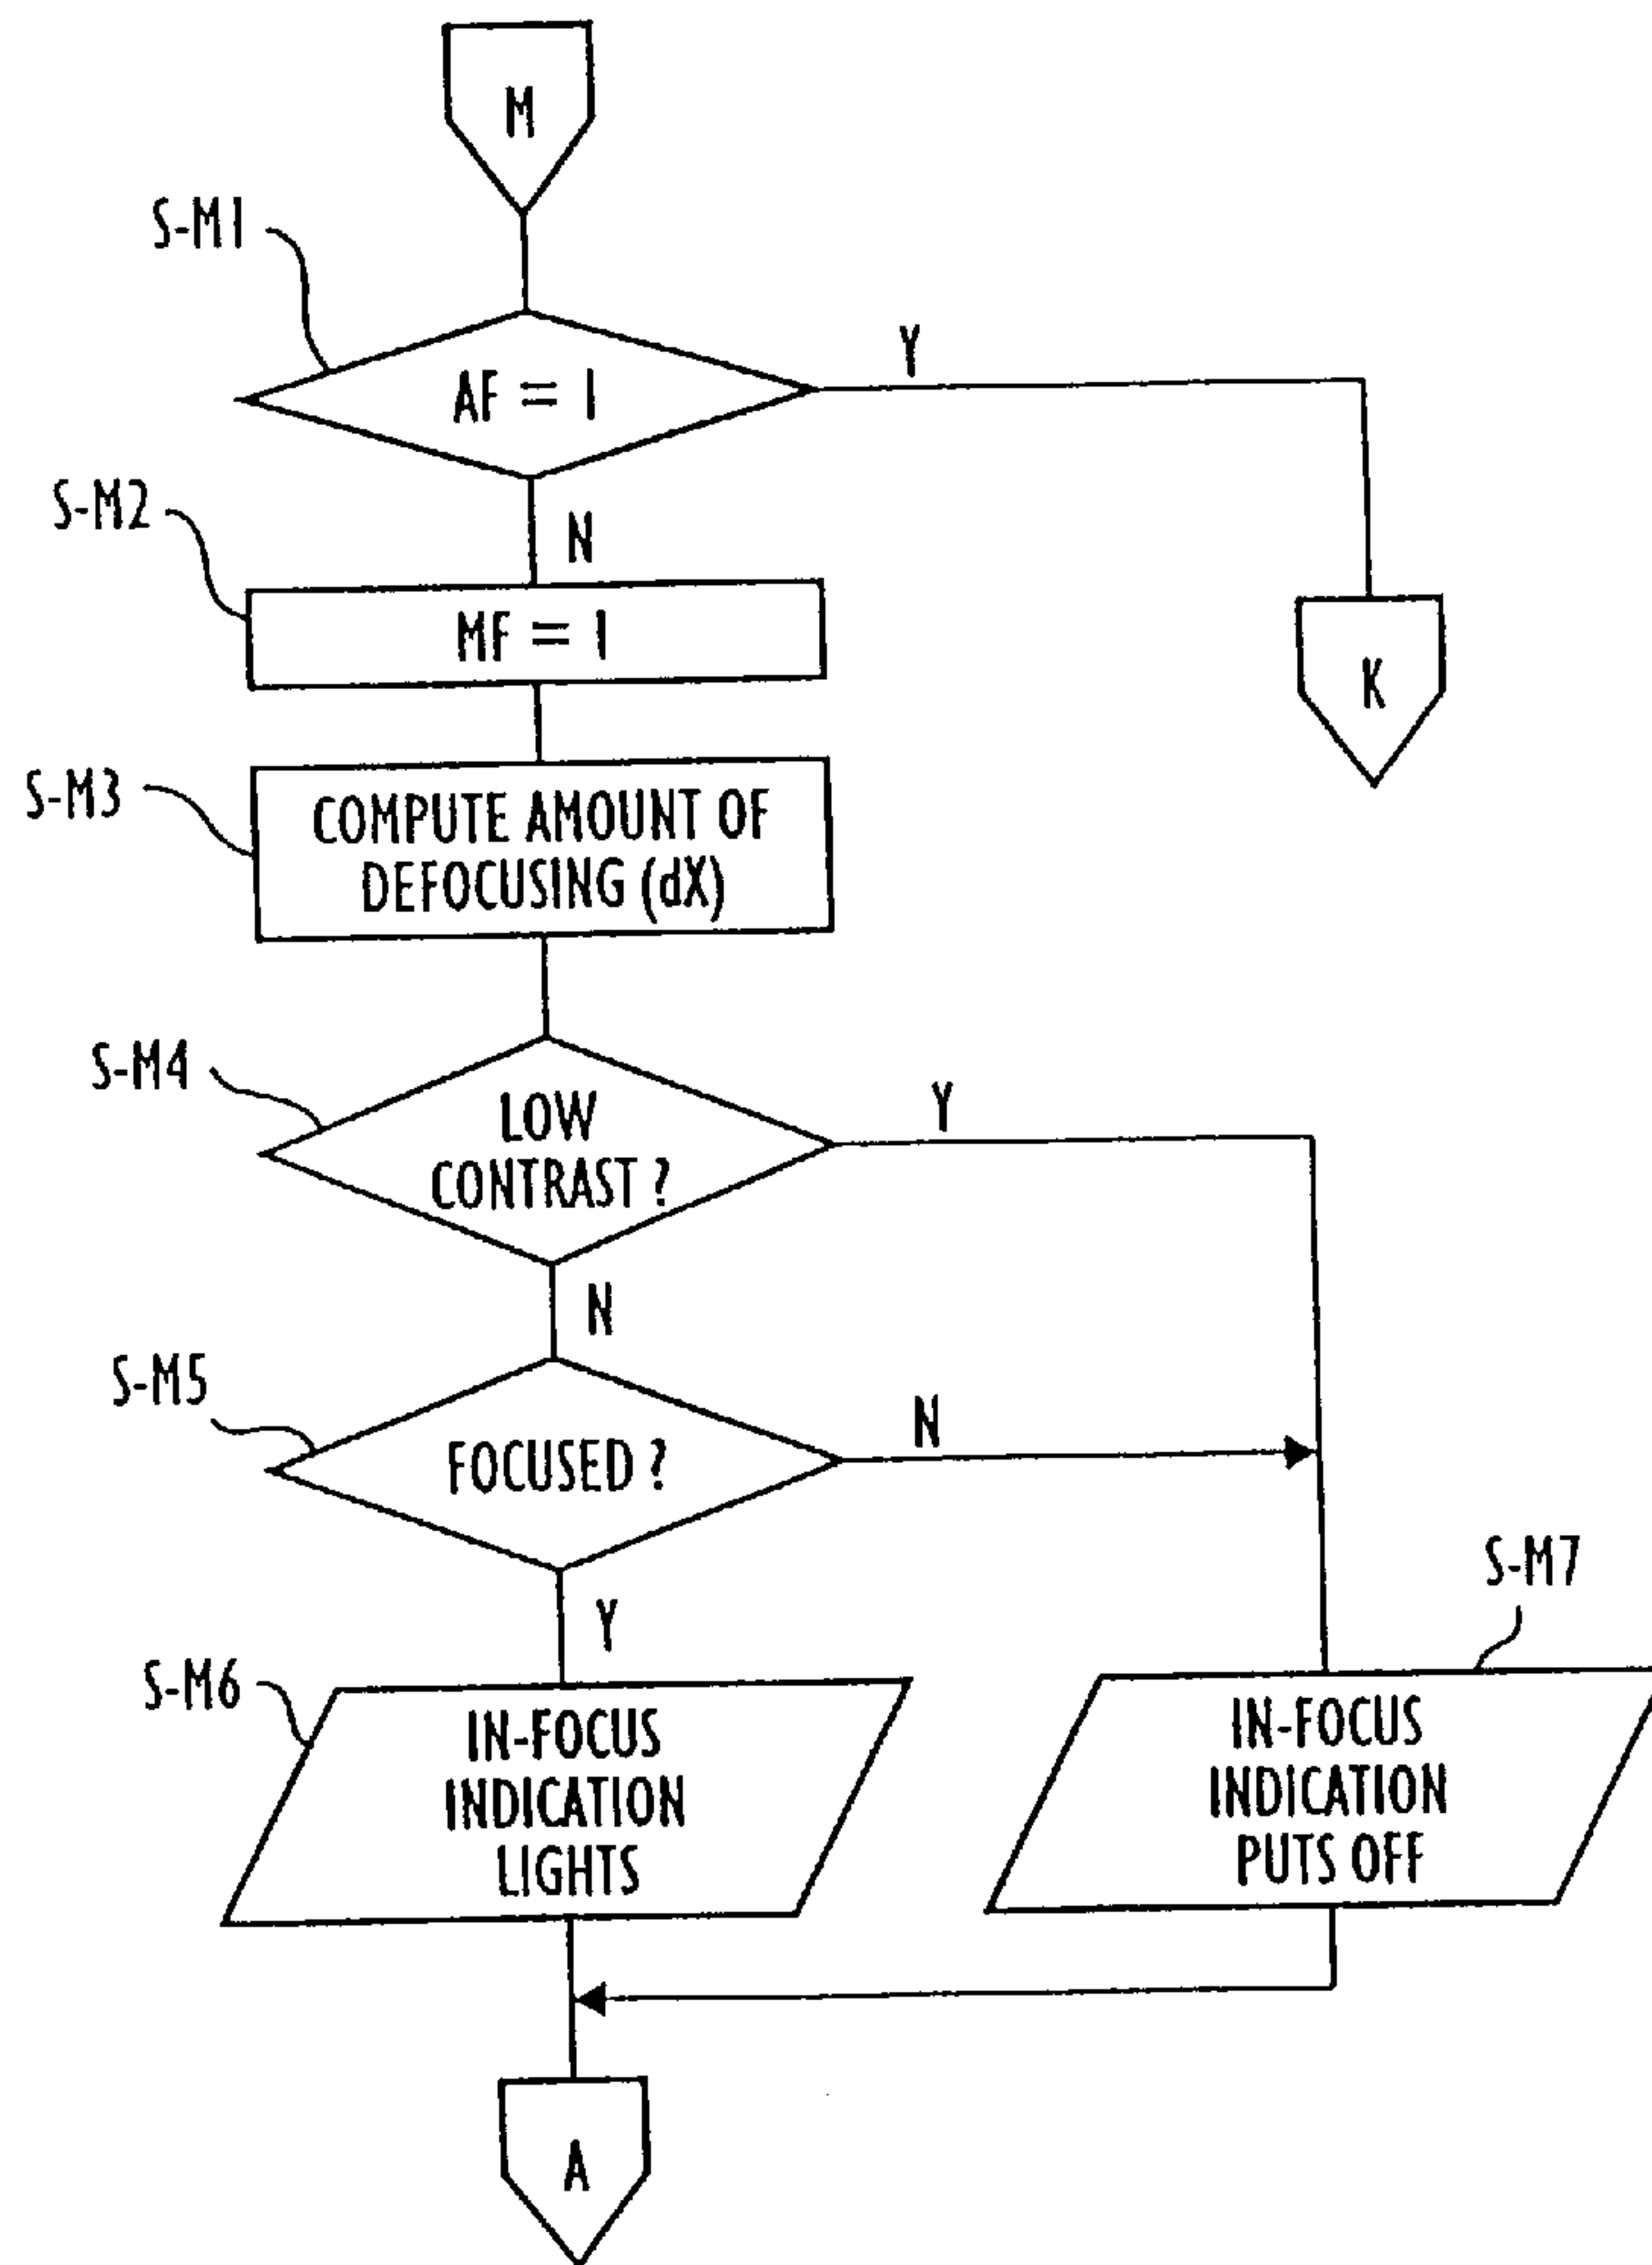 M
S-M1
AF = 1
Y
N
S-M2
MF = 1
K
S-M3
COMPUTE AMOUNT OF
DEFOCUSING (dX)
S-M4
LOW
CONTRAST ?
Y
N
S-M5
FOCUSED ?
N
Y
S-M7
S-M6
IN-FOCUS
INDICATION
LIGHTS
IN-FOCUS
INDICATION
PUTS OFF
A